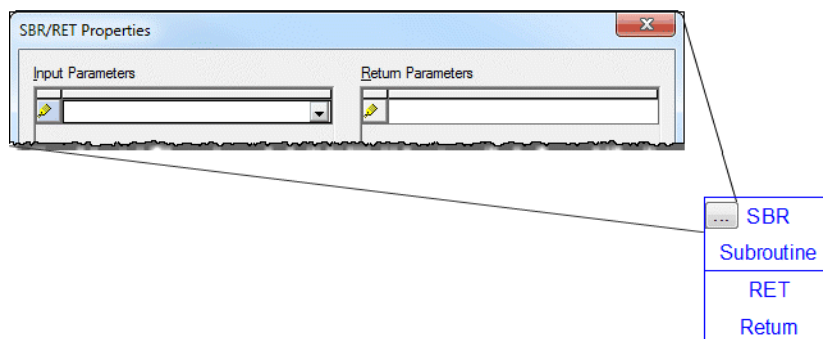 SBR/RET Properties
Input Parameters
Return Parameters
... SBR
Subroutine
RET
Return